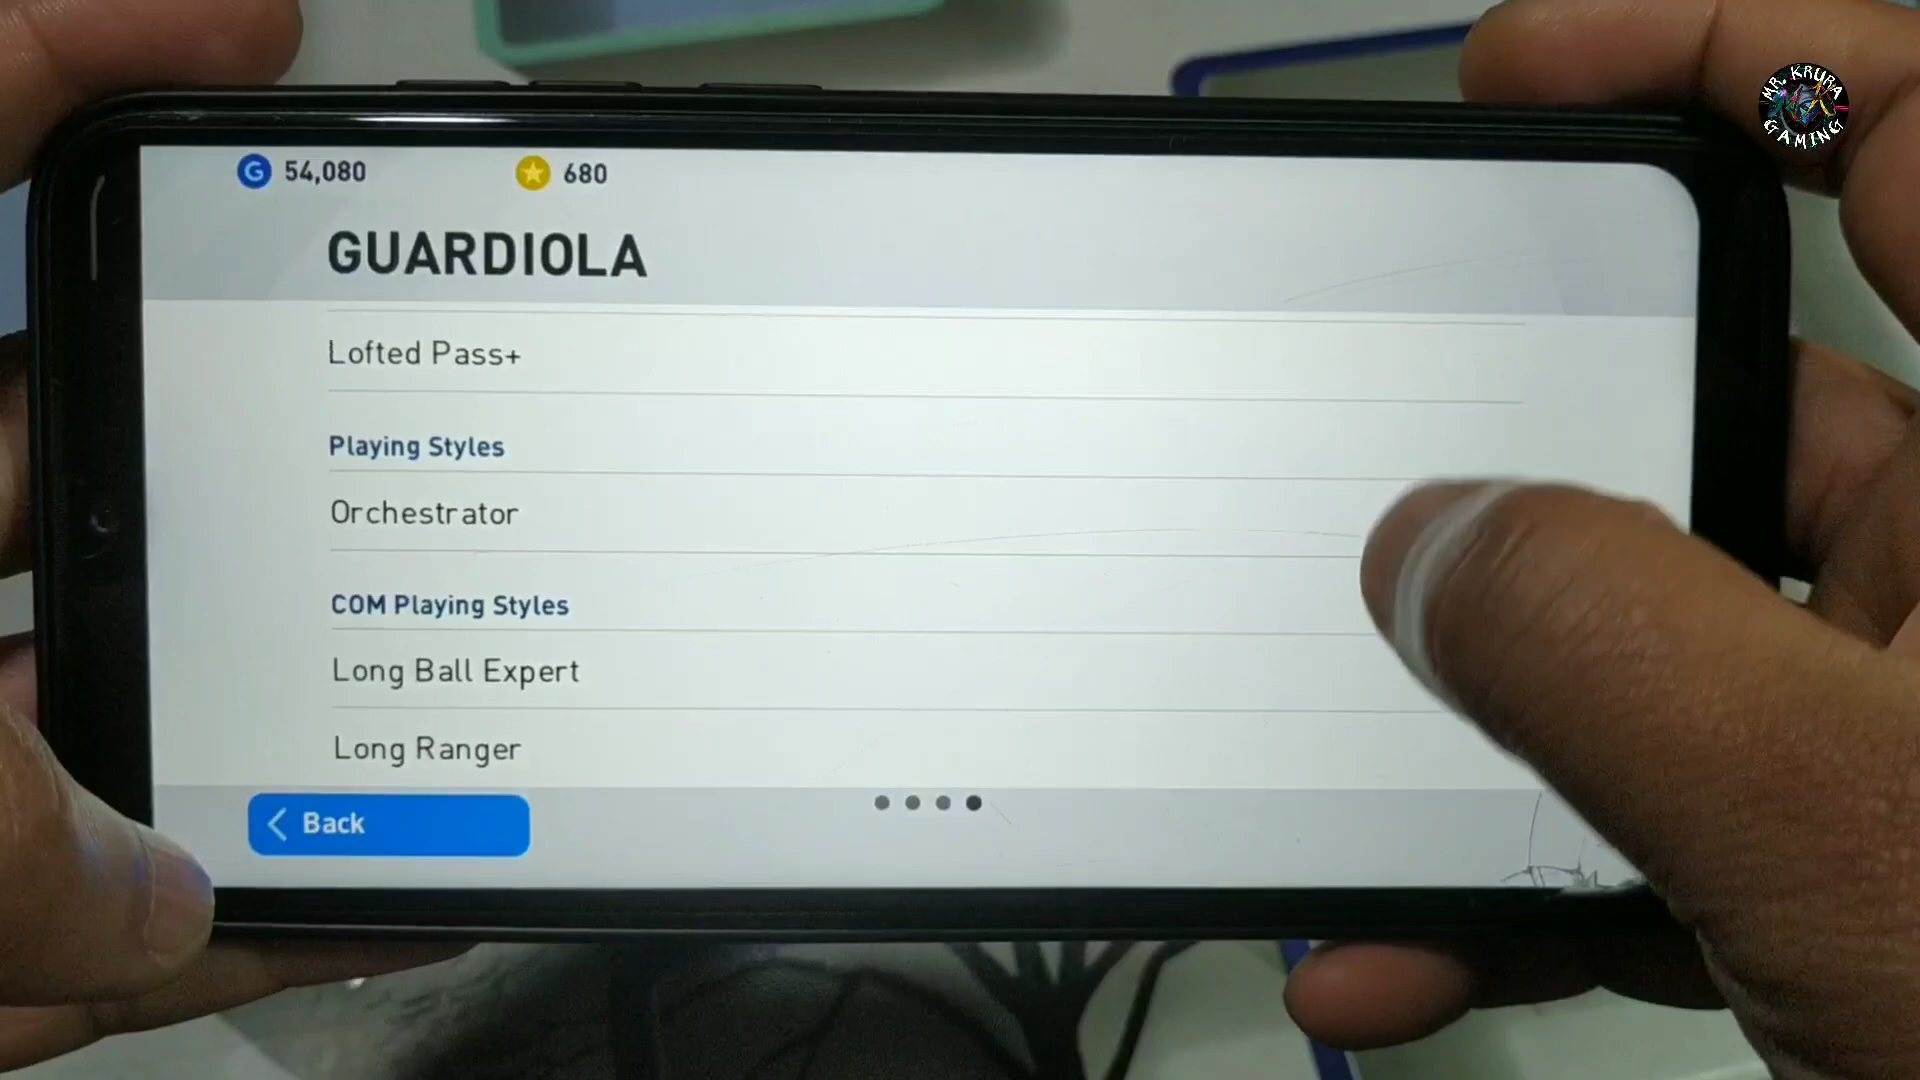 MR. KRURA
GAMING
G 54,080
680
GUARDIOLA
Lofted Pass+
Playing Styles
Orchestrator
COM Playing Styles
Long Ball Expert
Long Ranger
Back